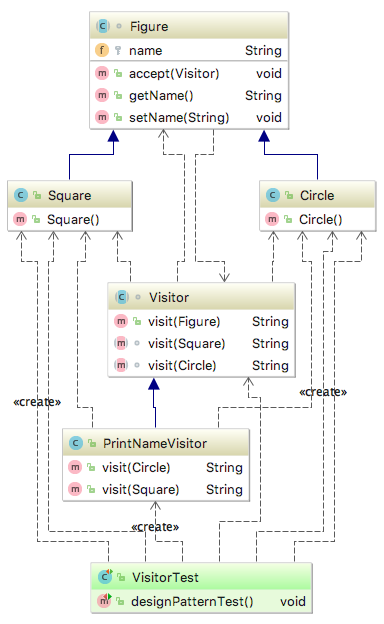 C Figure
f name String
m accept(Visitor) void
m getName() String
m setName(String) void
C Square
m Square()
C Circle
m Circle()
C Visitor
m visit(Figure) String
m visit(Square) String
m visit(Circle) String
«create»
«create»
C PrintNameVisitor
m visit(Circle) String
m visit(Square) String
«create»
C VisitorTest
m designPatternTest() void